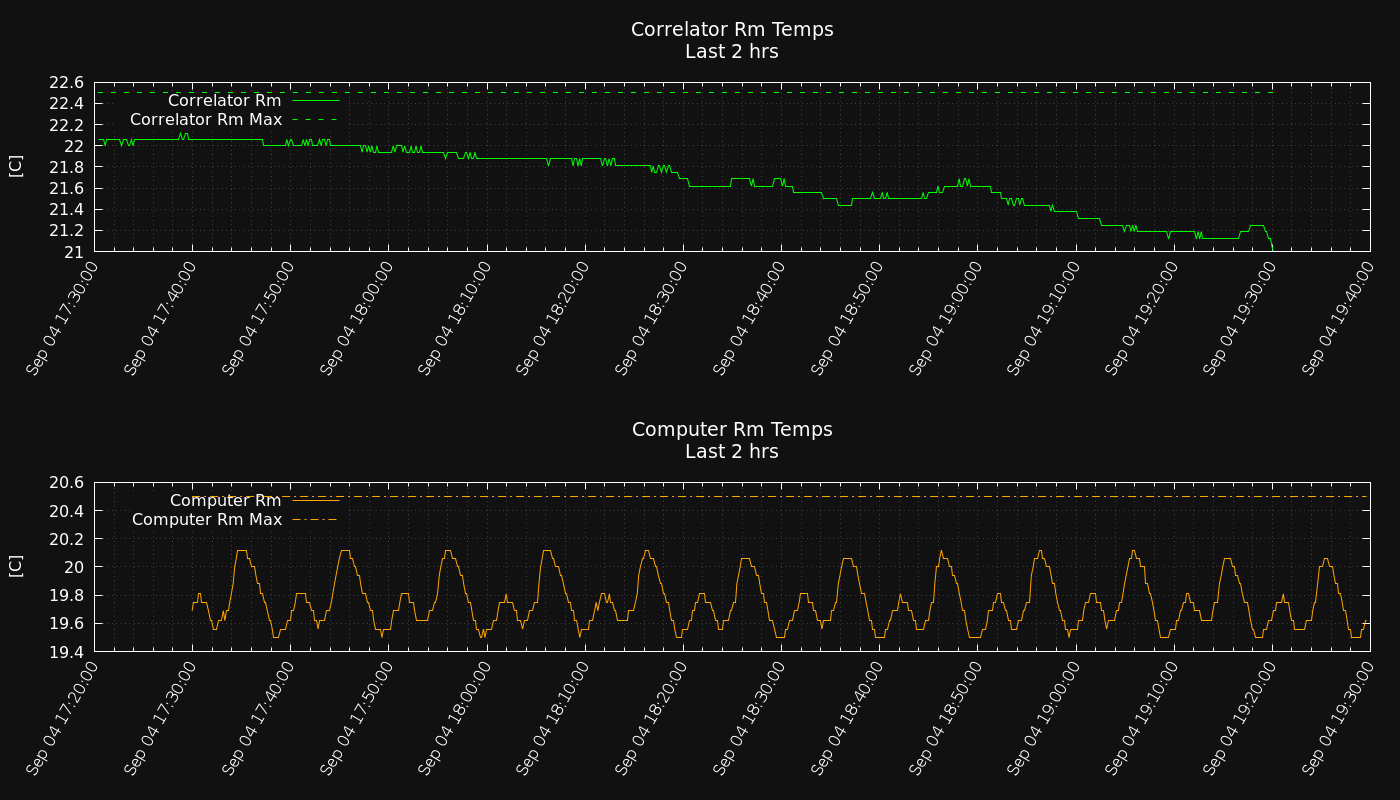 Correlator Rm Temps
Last 2 hrs
22.6
22.4
22.2
22
21.8
21.6
21.4
21.2
21
[C]
Correlator Rm
Correlator Rm Max
Sep 04 17:30:00
Sep 04 17:40:00
Sep 04 17:50:00
Sep 04 18:00:00
Sep 04 18:10:00
Sep 04 18:20:00
Sep 04 18:30:00
Sep 04 18:40:00
Sep 04 18:50:00
Sep 04 19:00:00
Sep 04 19:10:00
Sep 04 19:20:00
Sep 04 19:30:00
Sep 04 19:40:00
Computer Rm Temps
Last 2 hrs
20.6
20.4
20.2
20
19.8
19.6
19.4
[C]
Computer Rm
Computer Rm Max
Sep 04 17:20:00
Sep 04 17:30:00
Sep 04 17:40:00
Sep 04 17:50:00
Sep 04 18:00:00
Sep 04 18:10:00
Sep 04 18:20:00
Sep 04 18:30:00
Sep 04 18:40:00
Sep 04 18:50:00
Sep 04 19:00:00
Sep 04 19:10:00
Sep 04 19:20:00
Sep 04 19:30:00